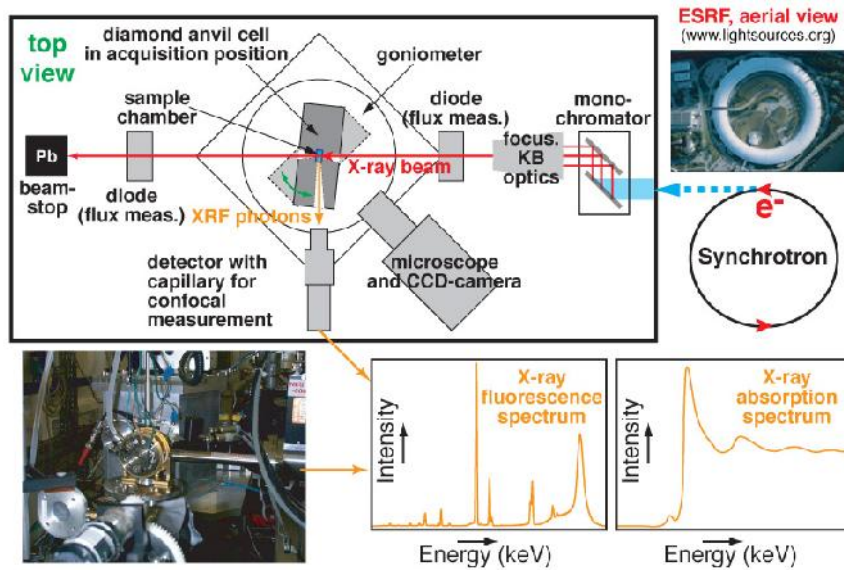 top
view
diamond anvil cell
in acquisition position
goniometer
sample
chamber
diode
(flux meas.)
mono-
chromator
focus.
KB
optics
ESRF, aerial view
(www.lightsources.org)
Pb
beam-
stop
diode
(flux meas.)
X-ray beam
XRF photons
e-
Synchrotron
detector with
capillary for
confocal
measurement
microscope
and CCD-camera
X-ray
fluorescence
spectrum
Intensity
Energy (keV)
X-ray
absorption
spectrum
Intensity
Energy (keV)